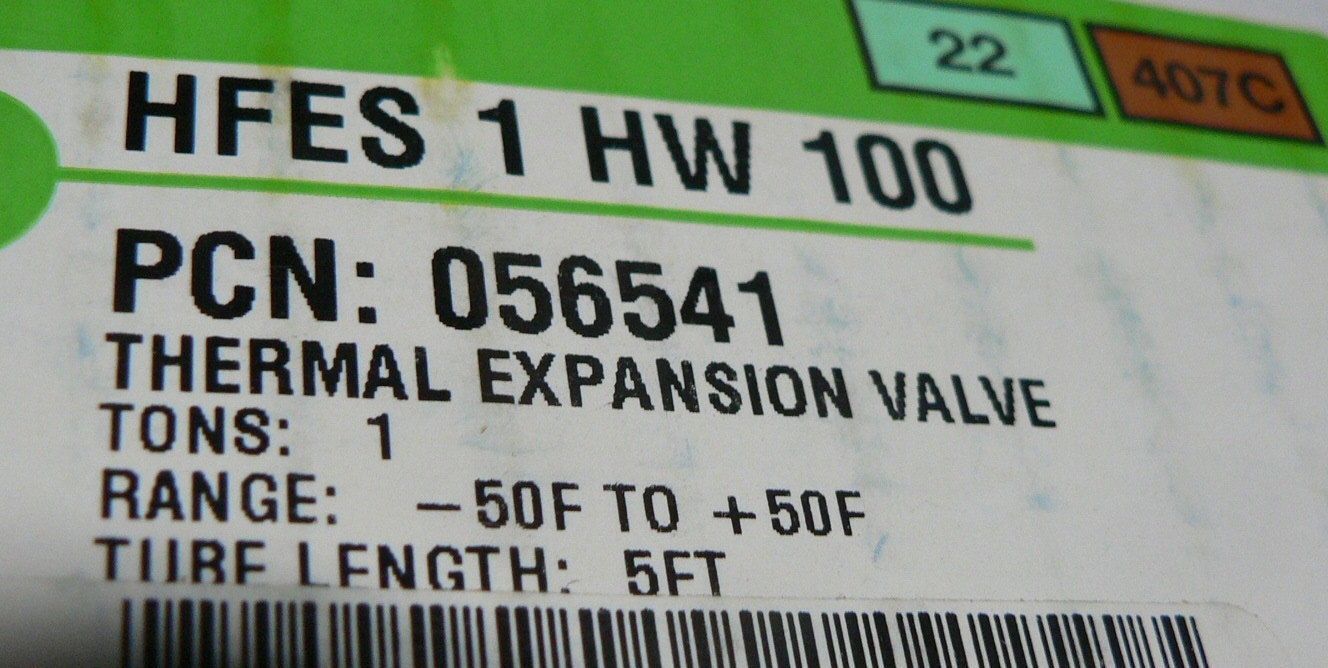 22 407C
HFES 1 HW 100
PCN: 056541
THERMAL EXPANSION VALVE
TONS: 1
RANGE: -50F TO +50F
TUBE LENGTH: 5FT